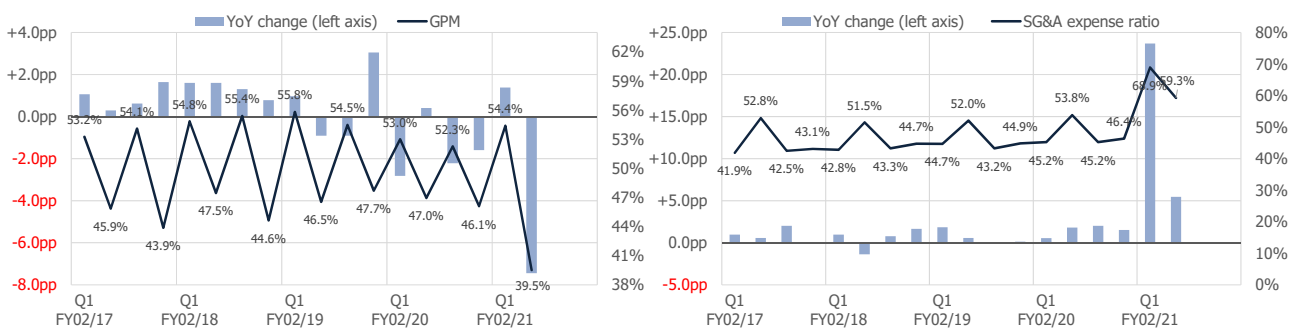 YoY change (left axis) GPM
+4.0pp
+2.0pp
0.0pp
-2.0pp
-4.0pp
-6.0pp
-8.0pp
62%
59%
56%
53%
50%
47%
44%
41%
38%
53.2%
45.9%
54.1%
43.9%
54.8%
47.5%
55.4%
44.6%
55.8%
46.5%
54.5%
47.7%
53.0%
47.0%
52.3%
46.1%
54.4%
39.5%
Q1 Q1 Q1 Q1 Q1
FY02/17 FY02/18 FY02/19 FY02/20 FY02/21
YoY change (left axis) SG&A expense ratio
+25.0pp
+20.0pp
+15.0pp
+10.0pp
+5.0pp
+0.0pp
-5.0pp
80%
70%
60%
50%
40%
30%
20%
10%
0%
41.9%
52.8%
42.5%
43.1%
42.8%
51.5%
43.3%
44.7%
44.7%
52.0%
43.2%
44.9%
45.2%
53.8%
45.2%
46.4%
68.9%
59.3%
Q1 Q1 Q1 Q1 Q1
FY02/17 FY02/18 FY02/19 FY02/20 FY02/21